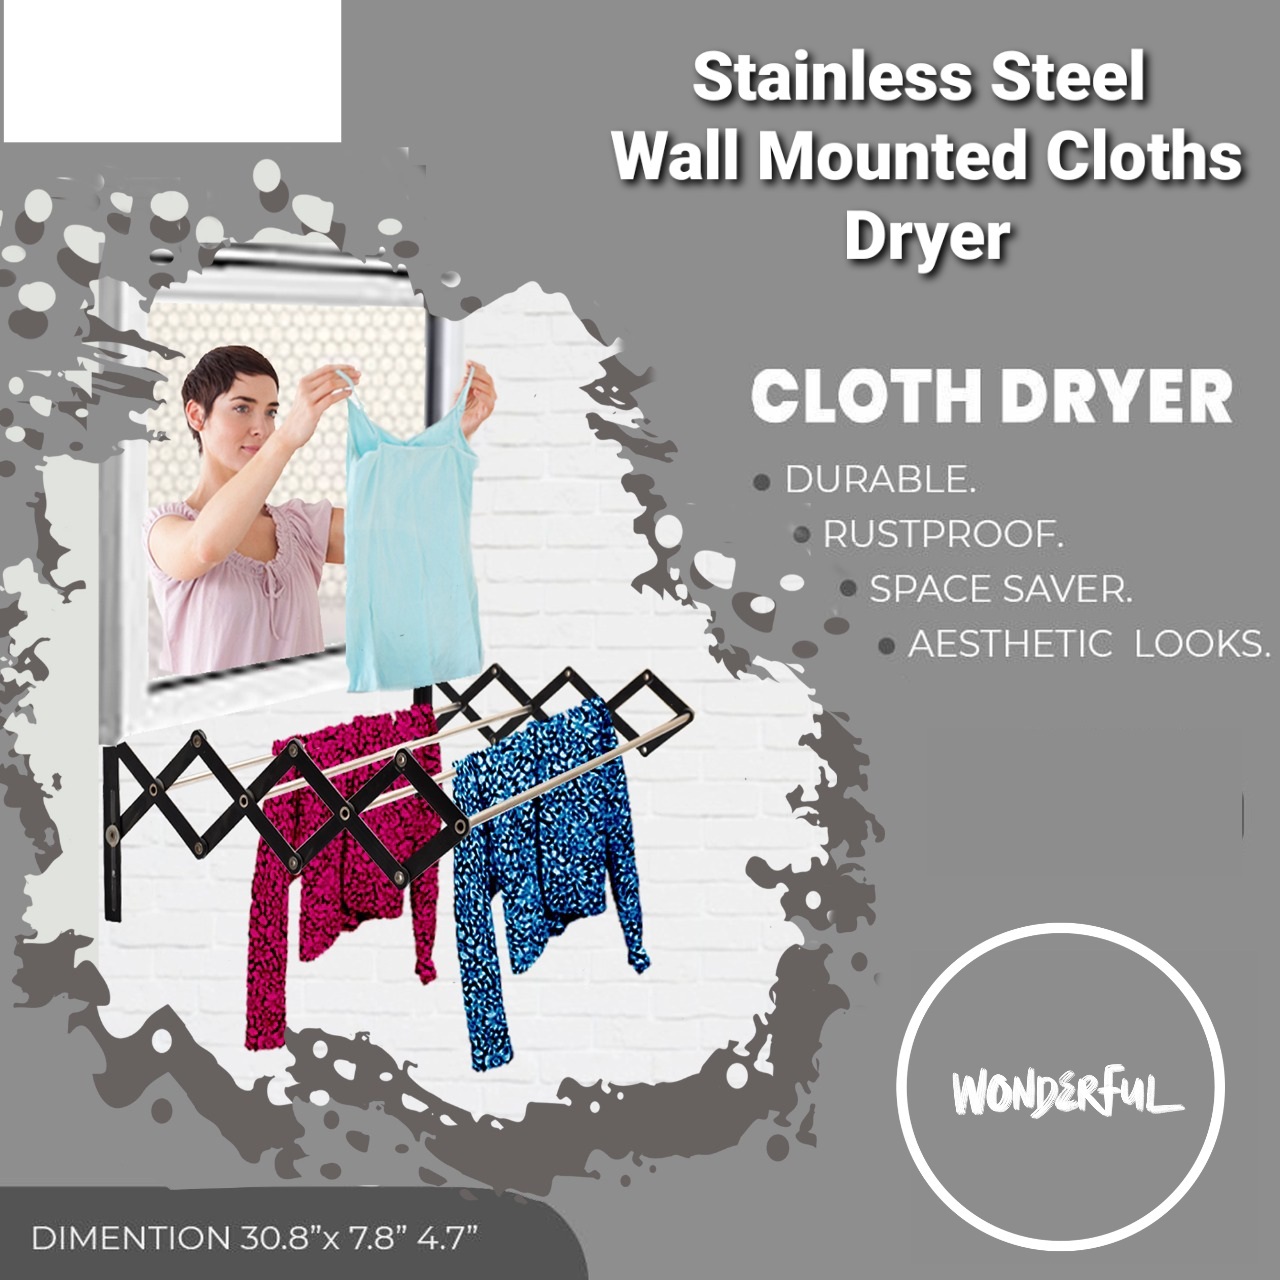 Stainless Steel
Wall Mounted Cloths
Dryer
CLOTH DRYER
DURABLE.
RUSTPROOF.
SPACE SAVER.
AESTHETIC LOOKS.
WONDERFUL
DIMENTION 30.8”x 7.8” 4.7”